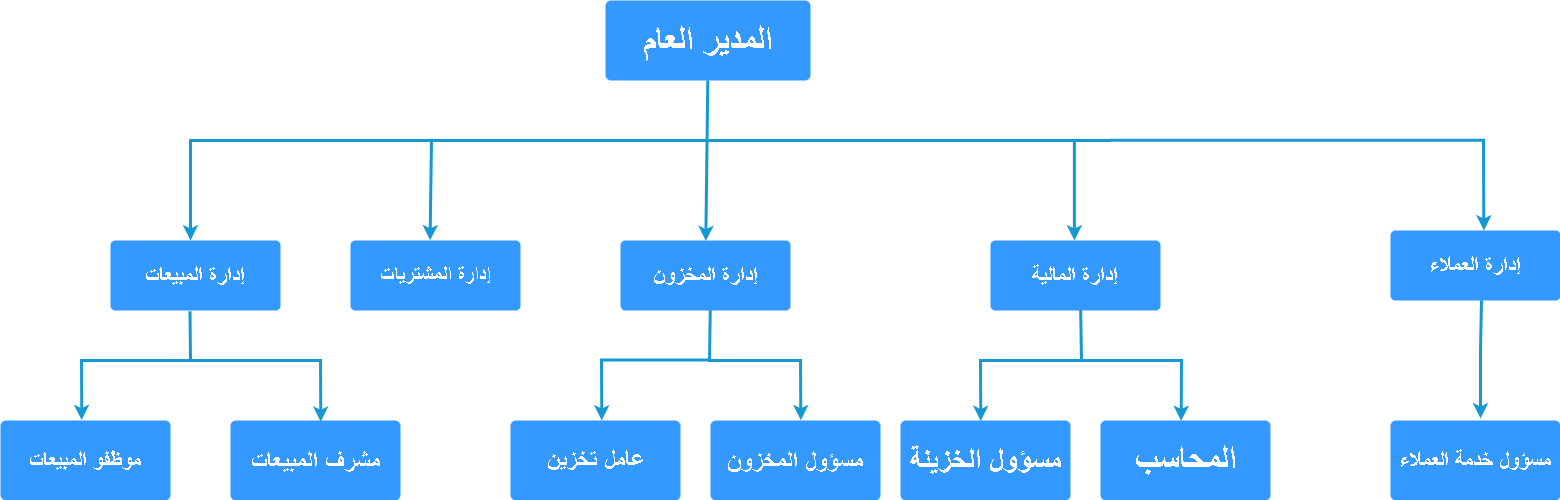 المدير العام
إدارة العملاء
إدارة المالية
إدارة المخزون
إدارة المشتريات
إدارة المبيعات
مسؤول خدمة العملاء
المحاسب
مسؤول الخزينة
مسؤول المخزون
عامل تخزين
مشرف المبيعات
موظفو المبيعات